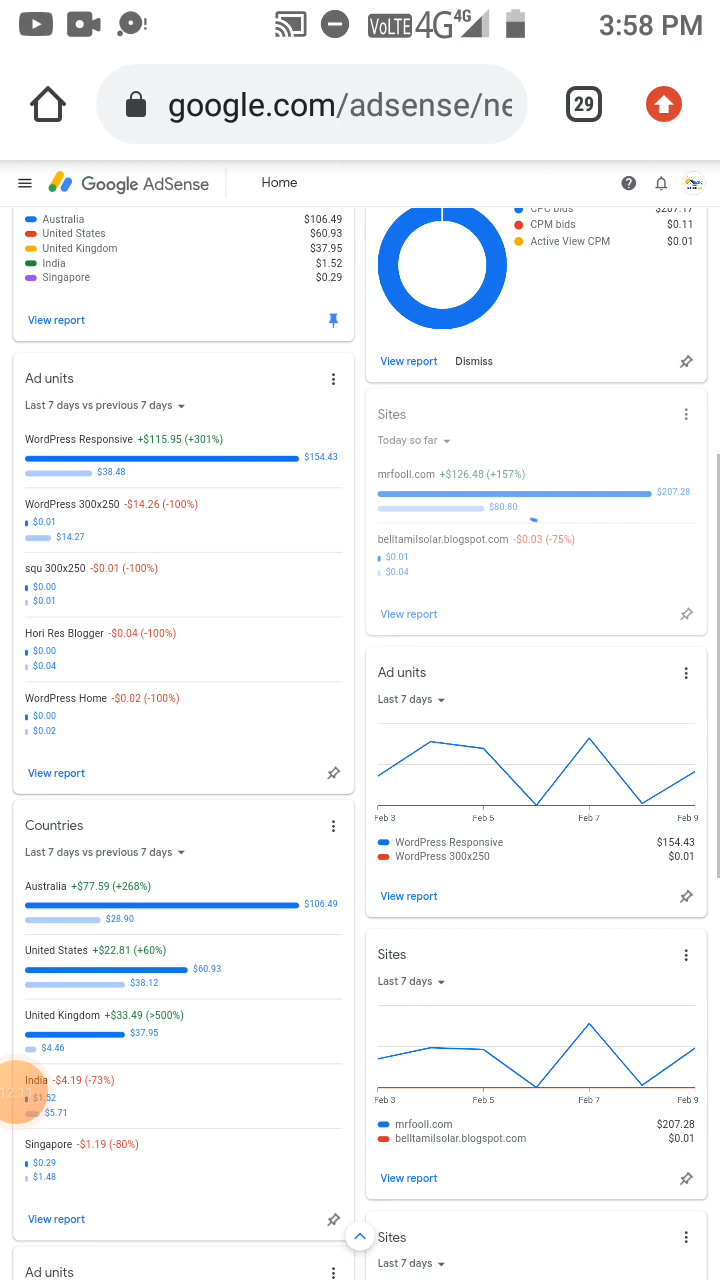 VoLTE 4G 4G 3:58 PM
google.com/adsense/ne
29
Google AdSense
Home
Australia $106.49
United States $60.93
United Kingdom $37.95
India $1.52
Singapore $0.29
View report
CPC bids $207.17
CPM bids $0.11
Active View CPM $0.01
View report Dismiss
Ad units
Last 7 days vs previous 7 days
WordPress Responsive +$115.95 (+301%)
$154.43
$38.48
WordPress 300x250 -$14.26 (-100%)
$0.01
$14.27
squ 300x250 -$0.01 (-100%)
$0.00
$0.01
Hori Res Blogger -$0.04 (-100%)
$0.00
$0.04
WordPress Home -$0.02 (-100%)
$0.00
$0.02
View report
Countries
Last 7 days vs previous 7 days
Australia +$77.59 (+268%)
$106.49
$28.90
United States +$22.81 (+60%)
$60.93
$38.12
United Kingdom +$33.49 (>500%)
$37.95
$4.46
India -$4.19 (-73%)
$1.52
$5.71
Singapore -$1.19 (-80%)
$0.29
$1.48
View report
Ad units
Sites
Today so far
mrfooll.com +$126.48 (+157%)
$207.28
$80.80
belltamilsolar.blogspot.com -$0.03 (-75%)
$0.01
$0.04
View report
Ad units
Last 7 days
Feb 3 Feb 5 Feb 7 Feb 9
WordPress Responsive $154.43
WordPress 300x250 $0.01
View report
Sites
Last 7 days
Feb 3 Feb 5 Feb 7 Feb 9
mrfooll.com $207.28
belltamilsolar.blogspot.com $0.01
View report
Sites
Last 7 days